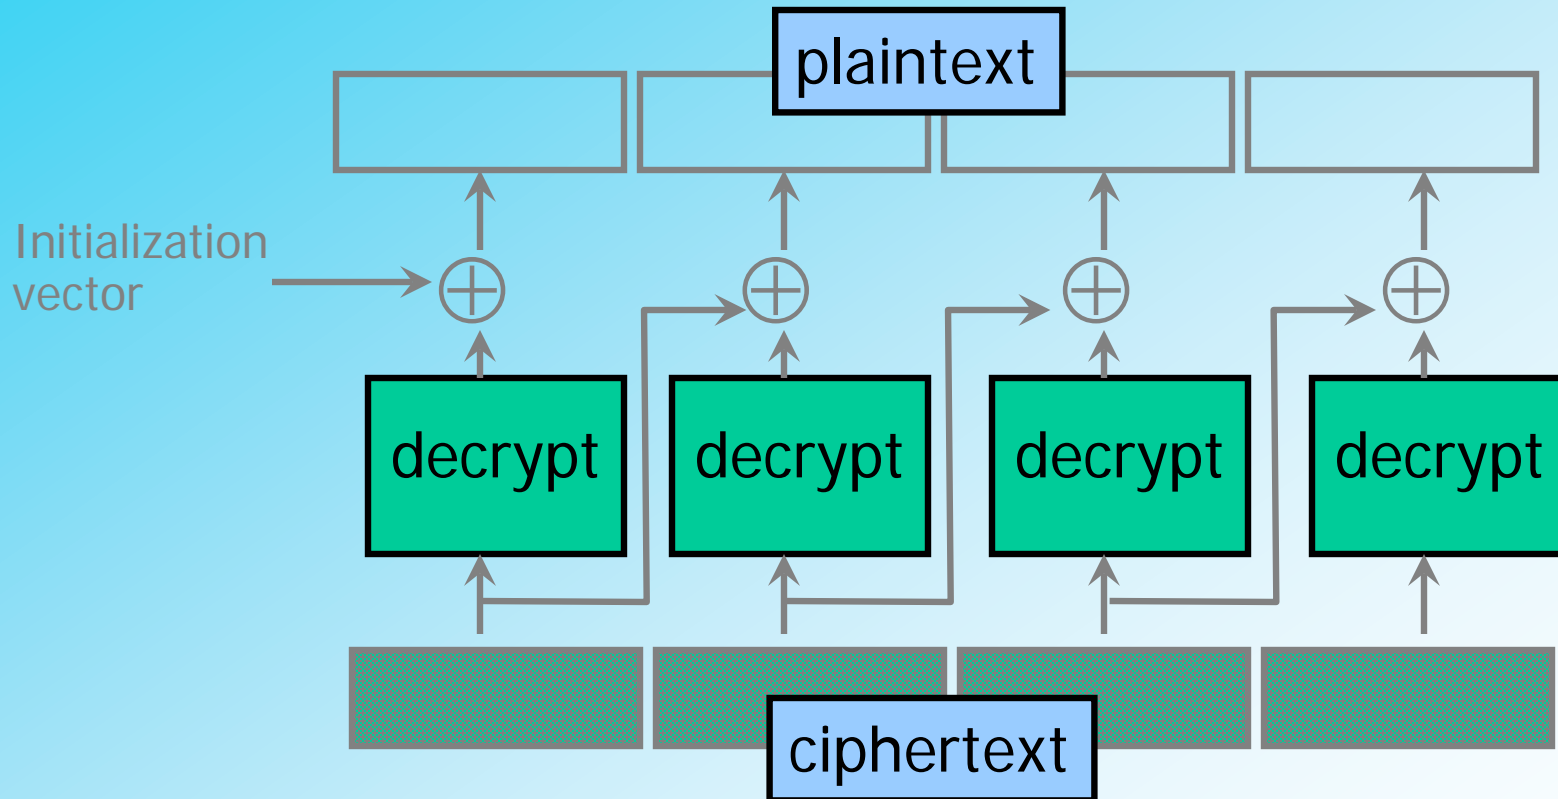 plaintext
Initialization
vector
decrypt decrypt decrypt decrypt
ciphertext